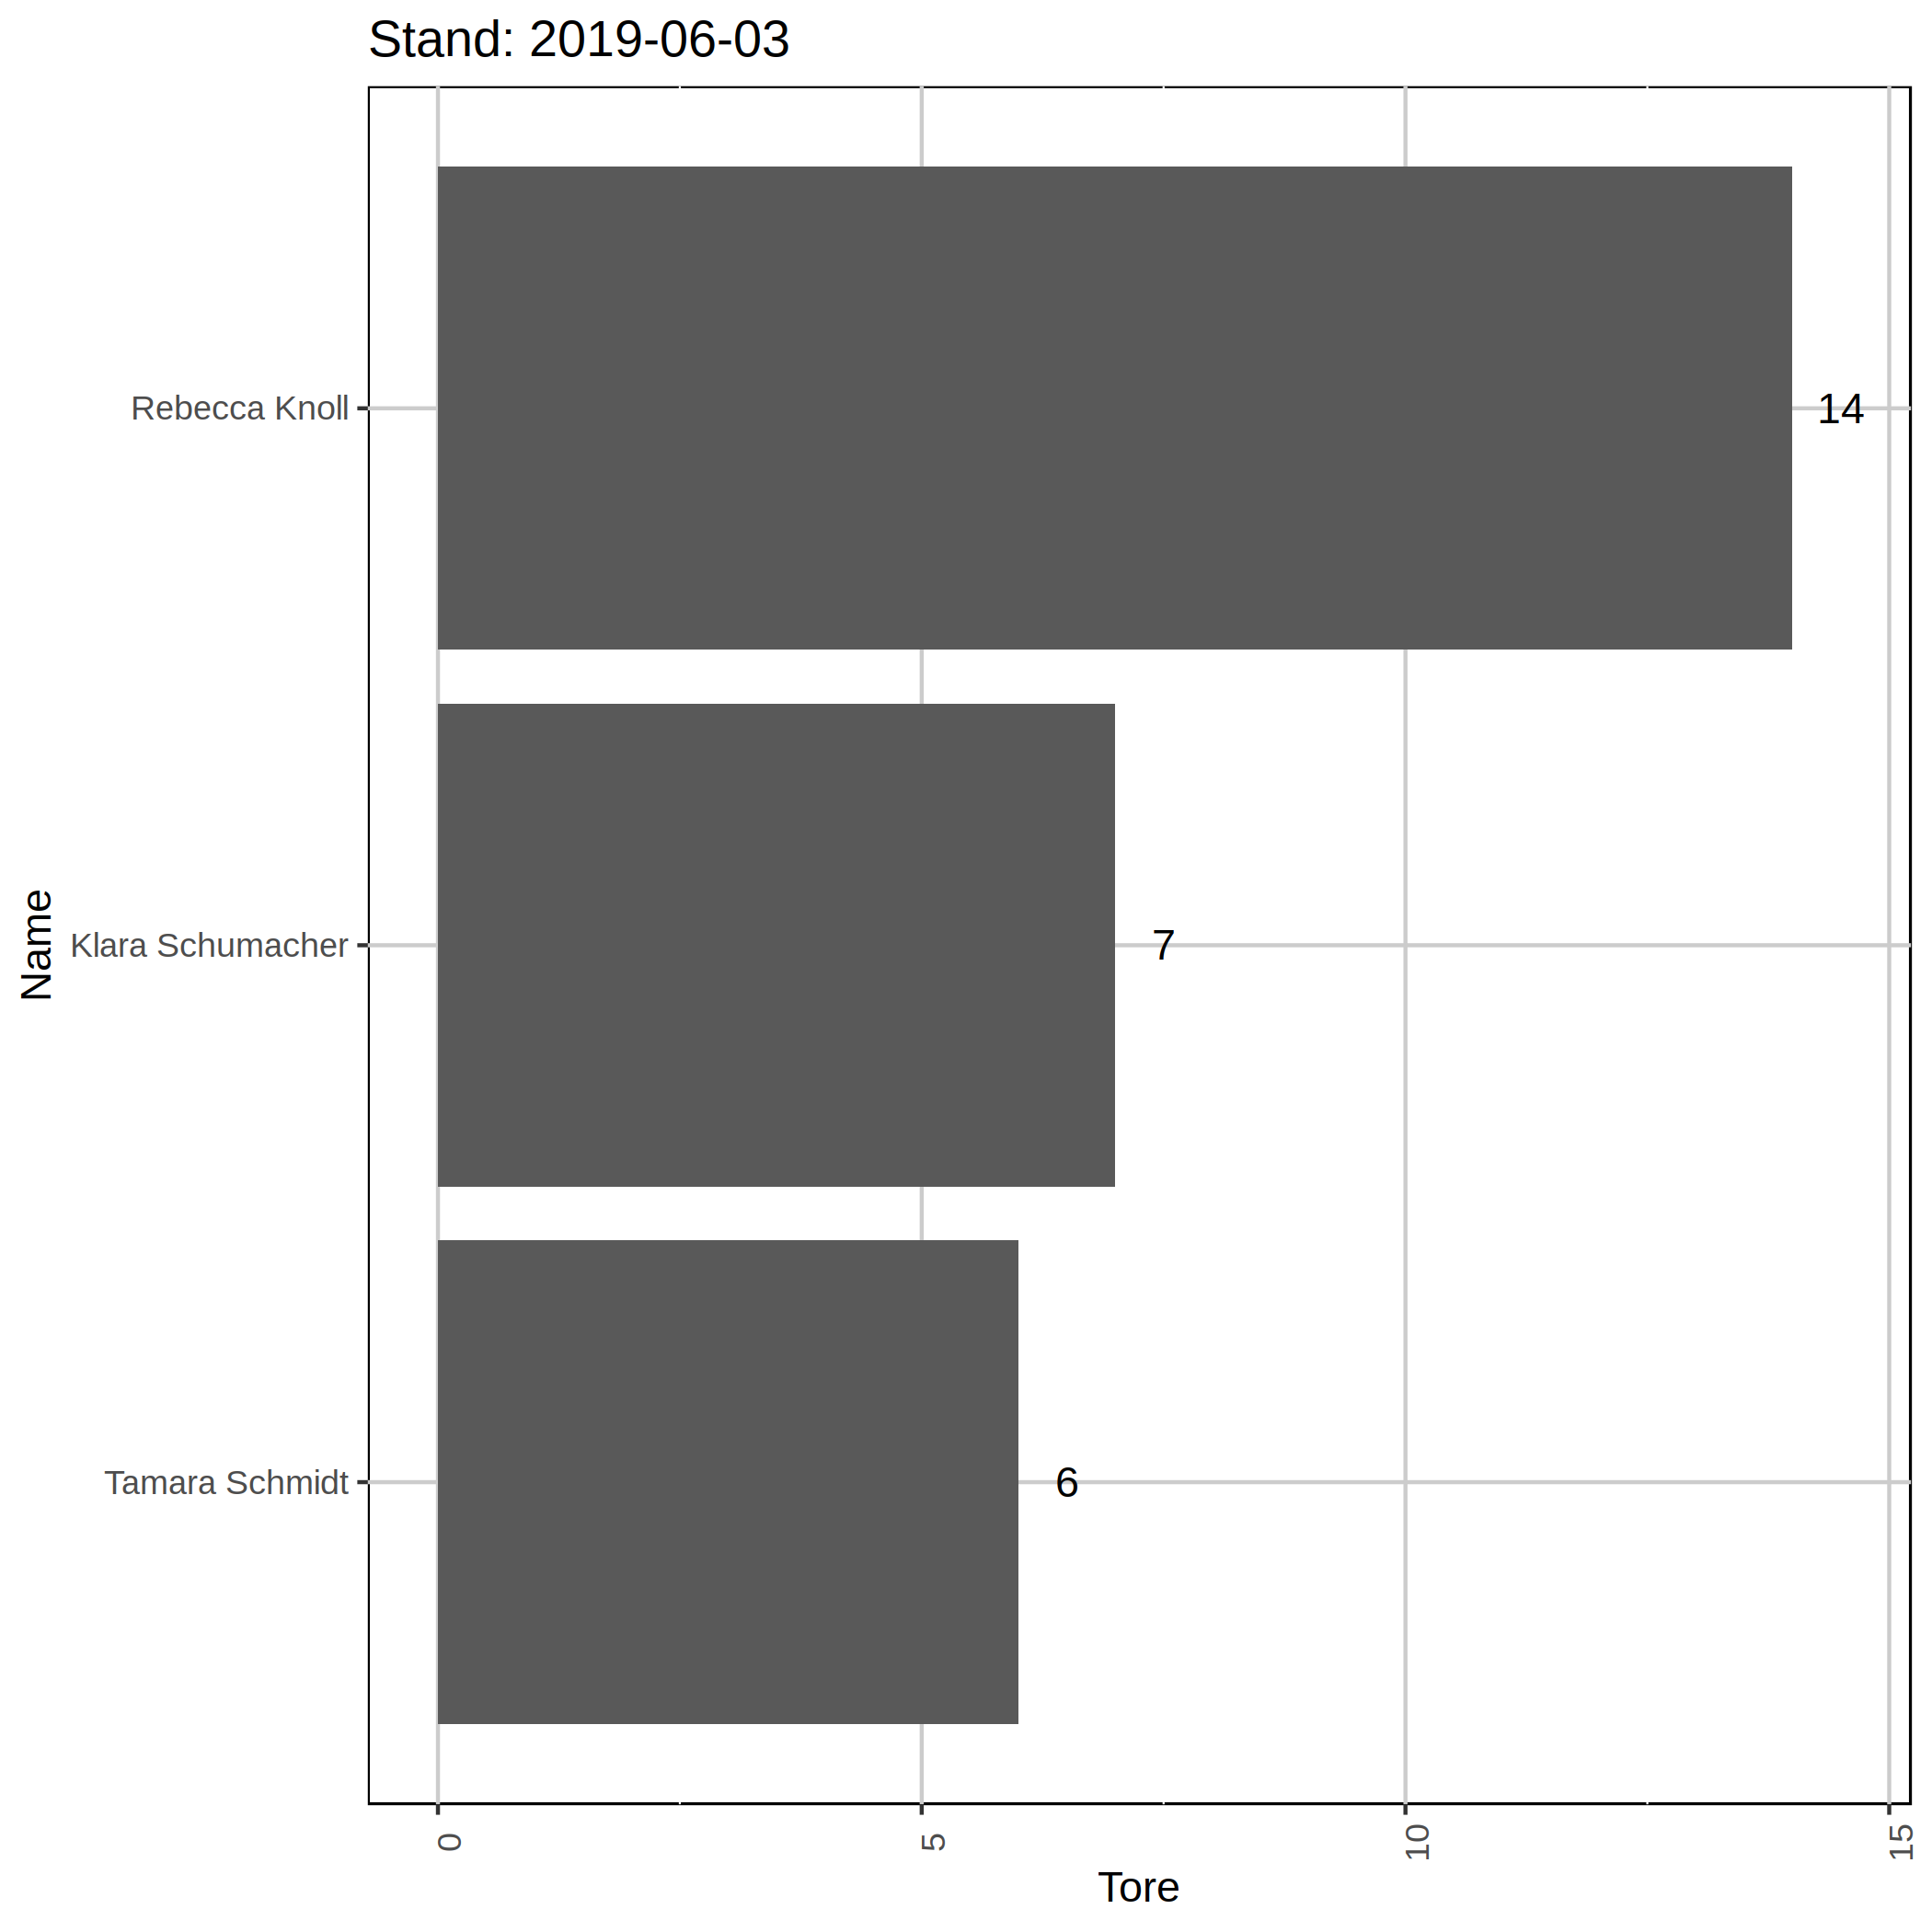 Stand: 2019-06-03
Name
Rebecca Knoll
14
Klara Schumacher
7
Tamara Schmidt
6
0
5
10
15
Tore